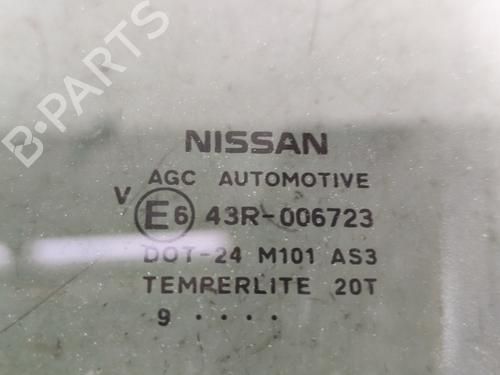 B-PARTS
NISSAN
AGC AUTOMOTIVE
V E6 43R-006723
DOT-24 M101 AS3
TEMPERLITE 20T
9 ....